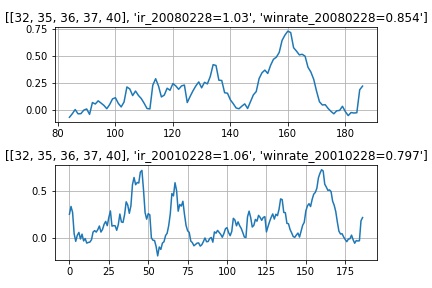 [[32, 35, 36, 37, 40], 'ir_20080228=1.03', 'winrate_20080228=0.854']
0.75
0.50
0.25
0.00
80 100 120 140 160 180
[[32, 35, 36, 37, 40], 'ir_20010228=1.06', 'winrate_20010228=0.797']
0.5
0.0
0 25 50 75 100 125 150 175